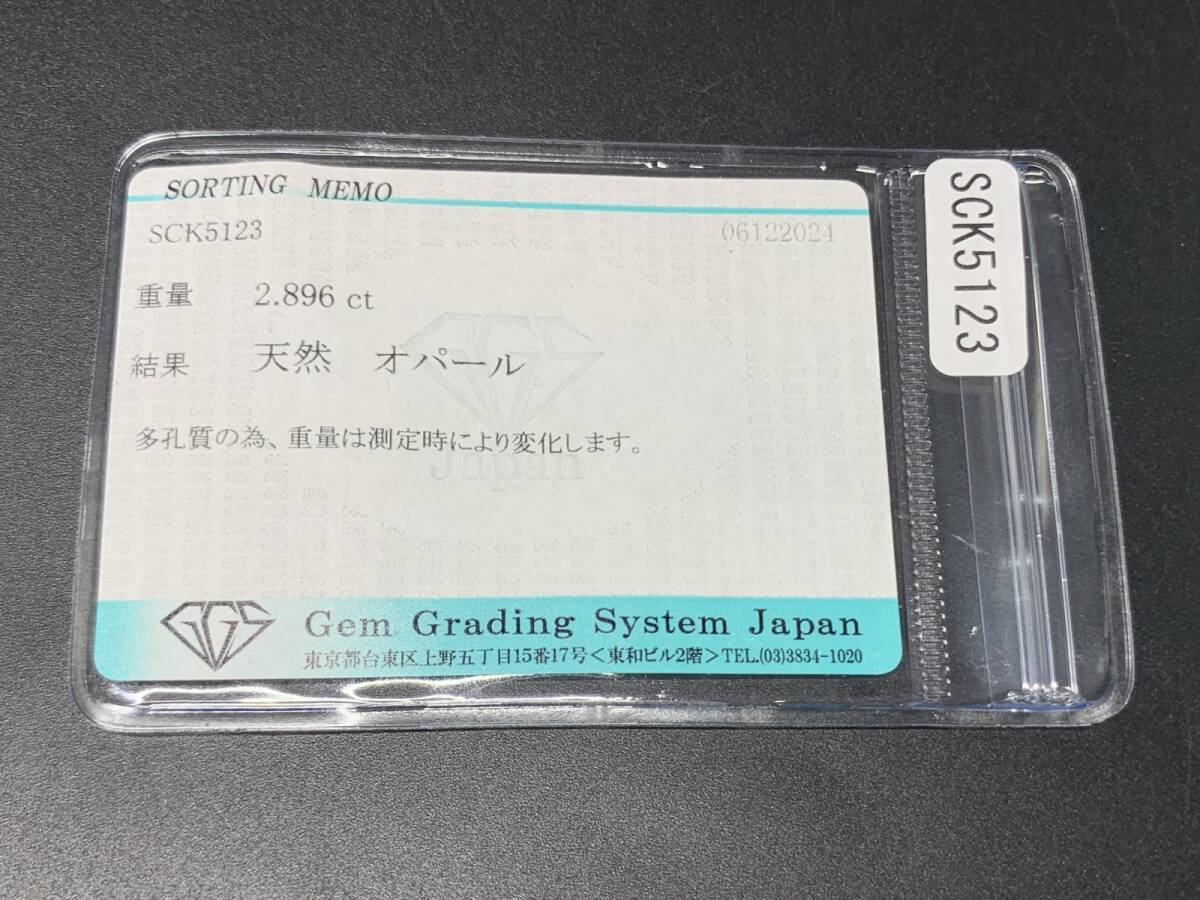 SORTING MEMO
SCK5123 06122024
重量 2.896 ct
結果 天然 オパール
多孔質の為、重量は測定時により変化します。
Japan
GGS
Gem Grading System Japan
東京都台東区上野五丁目15番17号<東和ビル2階>TEL.(03)3834-1020
SCK5123